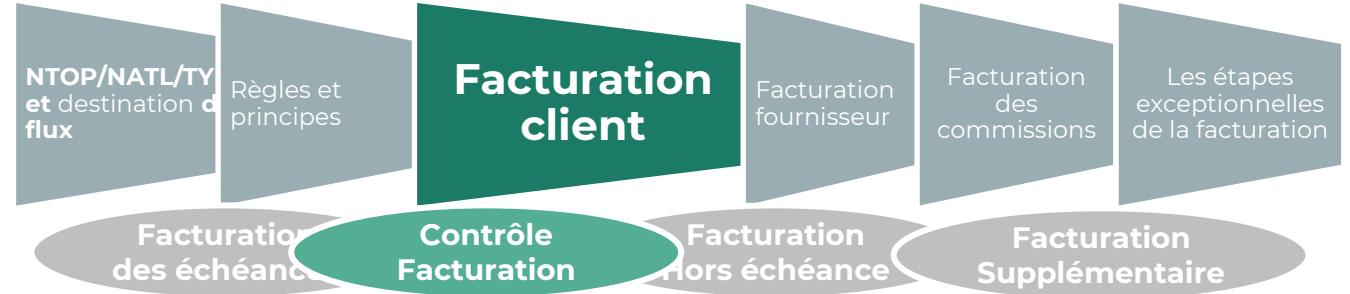 NTOP/NATL/TY
et destination d
flux
Règles et
principes
Facturation
client
Facturation
fournisseur
Facturation
des
commissions
Les étapes
exceptionnelles
de la facturation
Facturation
des échéanc
Contrôle
Facturation
Facturation
Hors échéance
Facturation
Supplémentaire